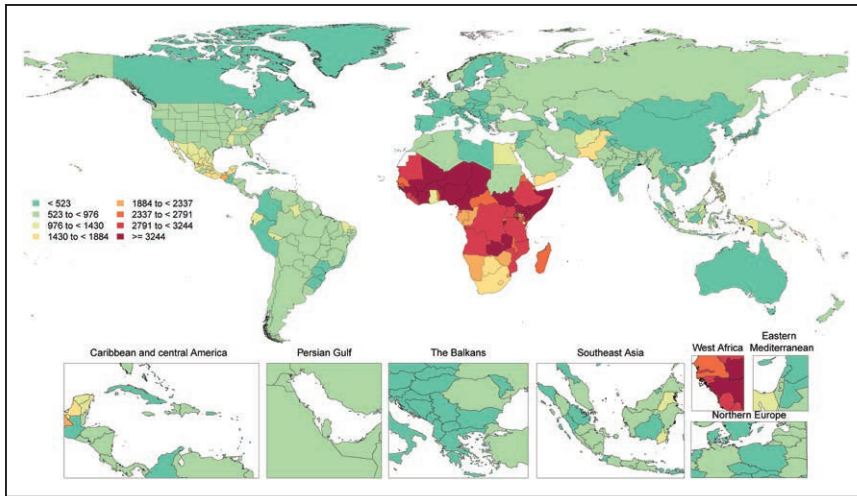 < 523
523 to < 976
976 to < 1430
1430 to < 1884
1884 to < 2337
2337 to < 2791
2791 to < 3244
>= 3244
Caribbean and central America
Persian Gulf
The Balkans
Southeast Asia
West Africa
Eastern
Mediterranean
Northern Europe